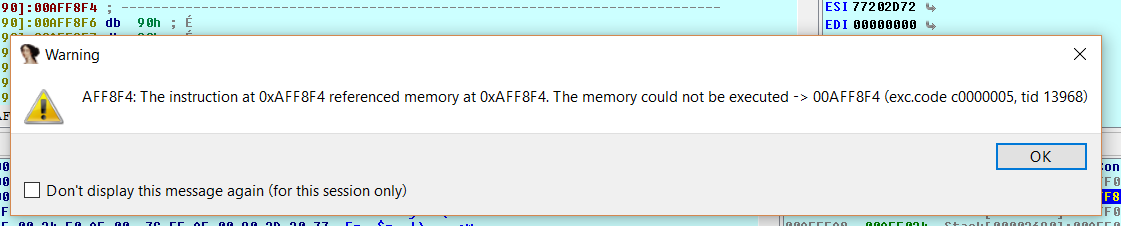 90]:00AFF8F4 ; ---------------------------------------------------------------
90]:00AFF8F6 db  90h ; É
ESI 77202D72
EDI 00000000
Warning
AFF8F4: The instruction at 0xAFF8F4 referenced memory at 0xAFF8F4. The memory could not be executed -> 00AFF8F4 (exc.code c0000005, tid 13968)
OK
Don't display this message again (for this session only)